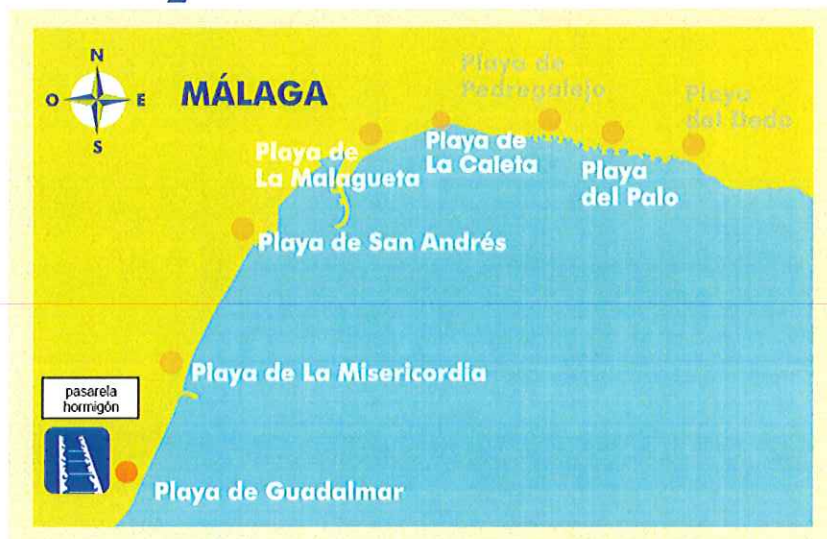 N
O E
S
MÁLAGA
Playa de
Pedregalejo
Playa
del Dedo
Playa de
La Malagueta
Playa de
La Caleta
Playa
del Palo
Playa de San Andrés
Playa de La Misericordia
pasarela
hormigón
Playa de Guadalmar